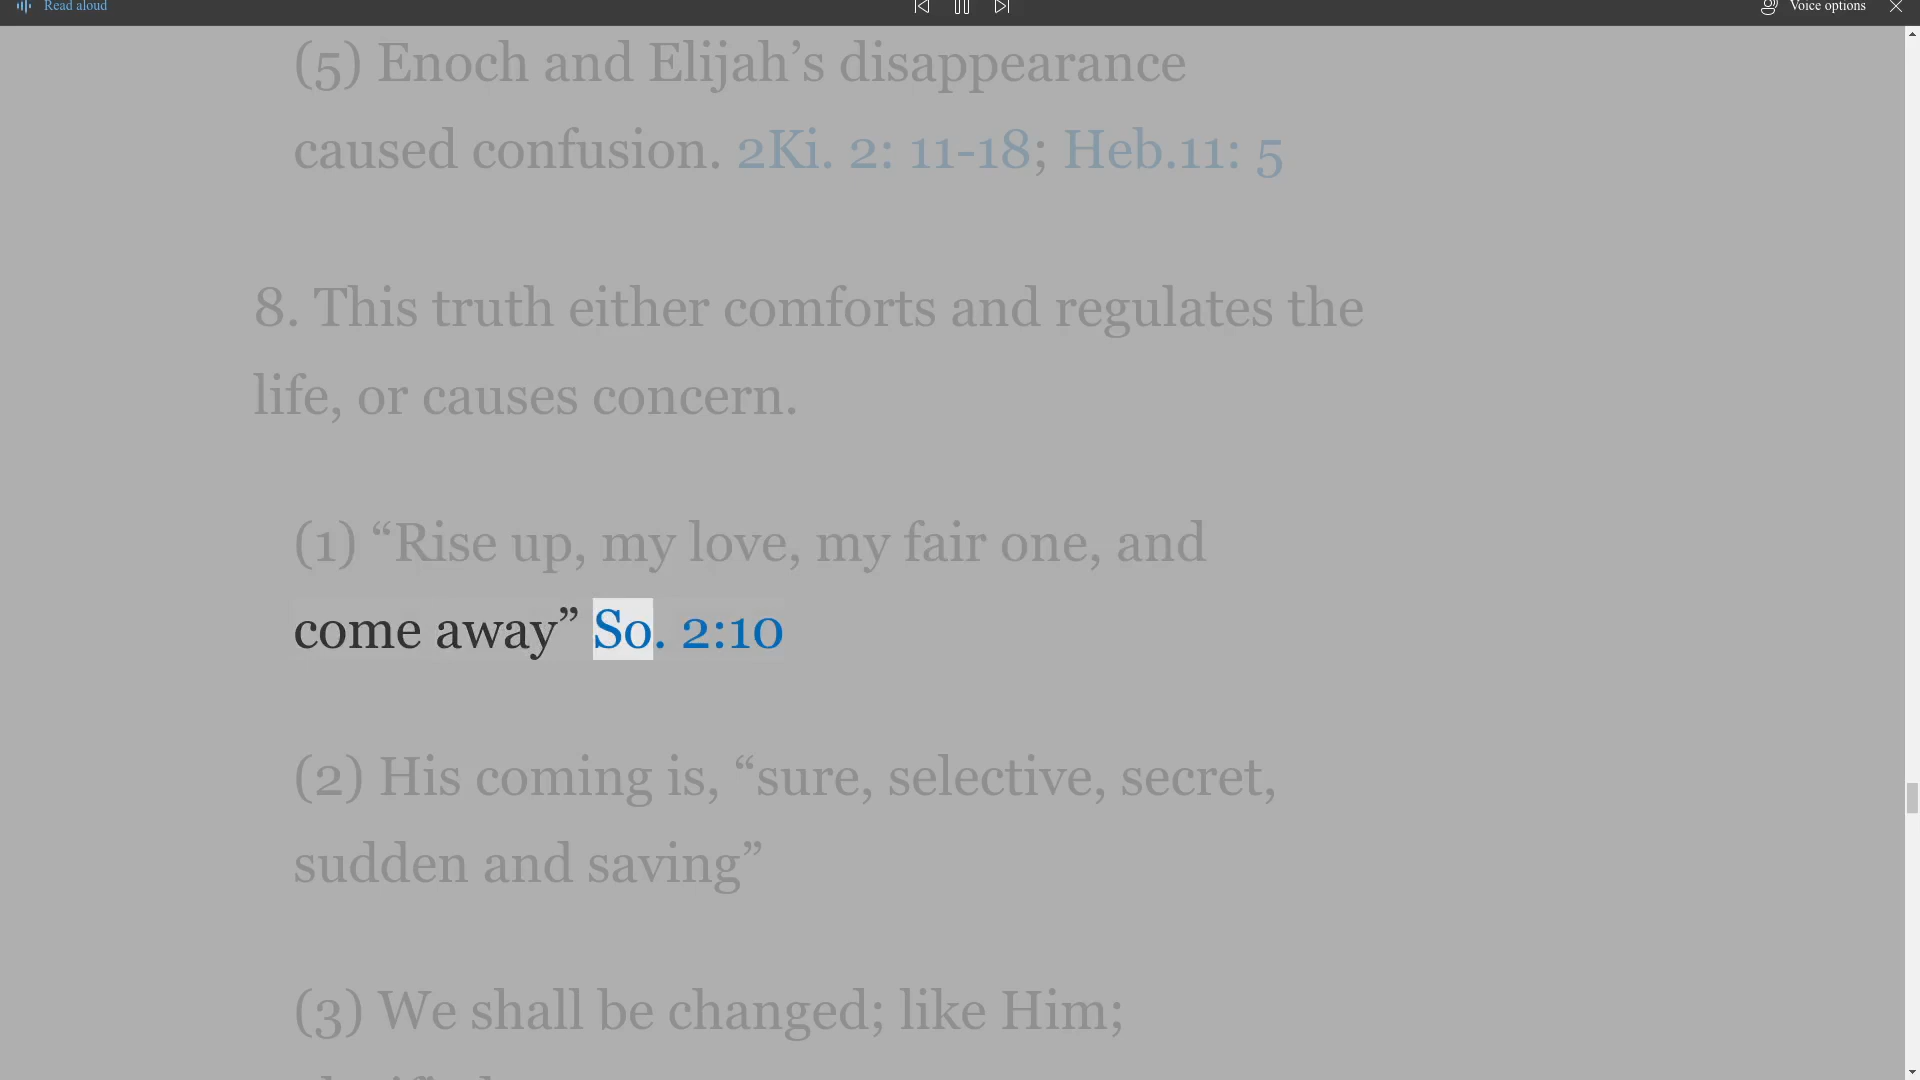 Read aloud
Voice options
(5) Enoch and Elijah’s disappearance
caused confusion. 2Ki. 2: 11-18; Heb.11: 5
8. This truth either comforts and regulates the
life, or causes concern.
(1) “Rise up, my love, my fair one, and
come away” So. 2:10
(2) His coming is, “sure, selective, secret,
sudden and saving”
(3) We shall be changed; like Him;